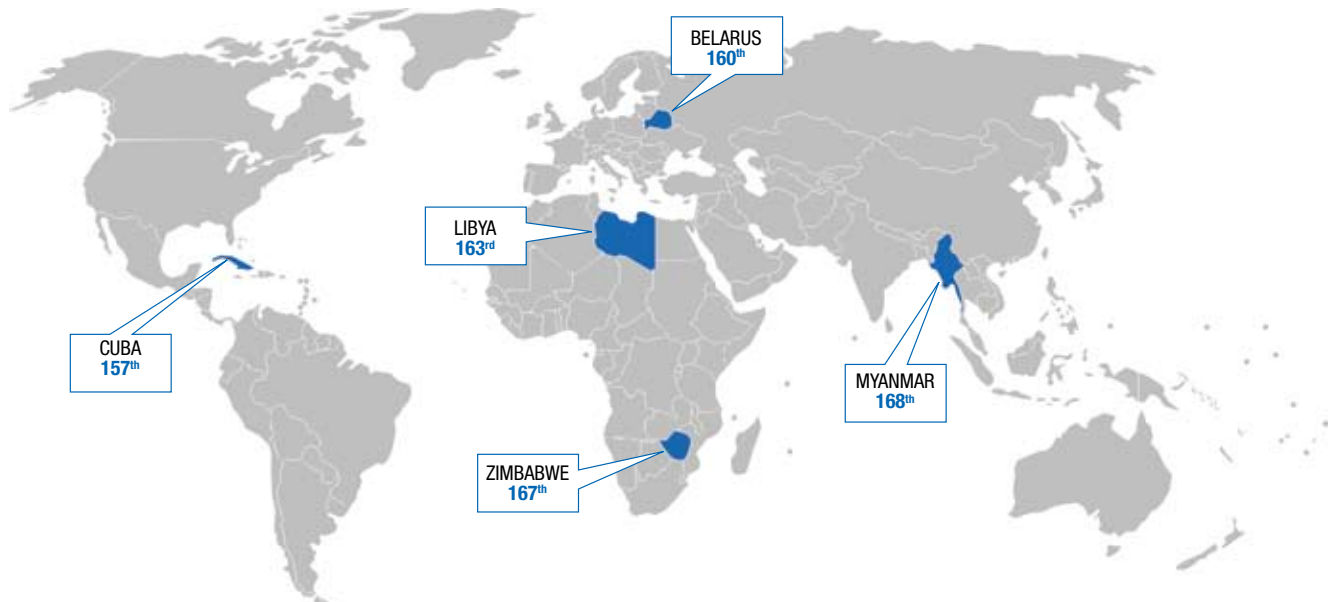 BELARUS
160th
LIBYA
163rd
CUBA
157th
MYANMAR
168th
ZIMBABWE
167th